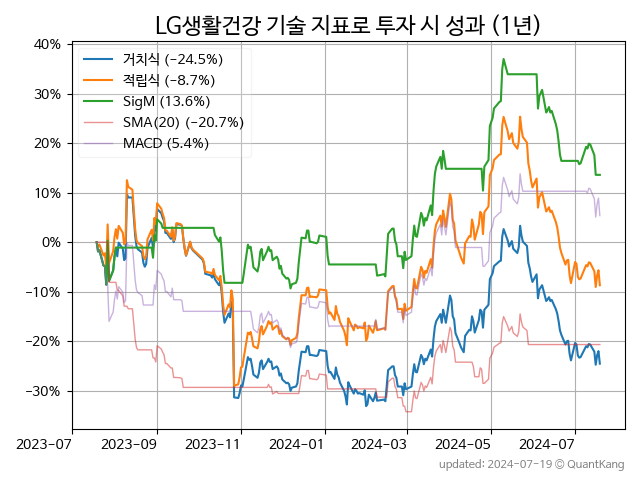 LG생활건강 기술 지표로 투자 시 성과 (1년)
거치식 (−24.5%)
적립식 (−8.7%)
SigM (13.6%)
SMA(20) (−20.7%)
MACD (5.4%)
40%
30%
20%
10%
0%
−10%
−20%
−30%
2023-07 2023-09 2023-11 2024-01 2024-03 2024-05 2024-07
updated: 2024-07-19 ⓒ QuantKang